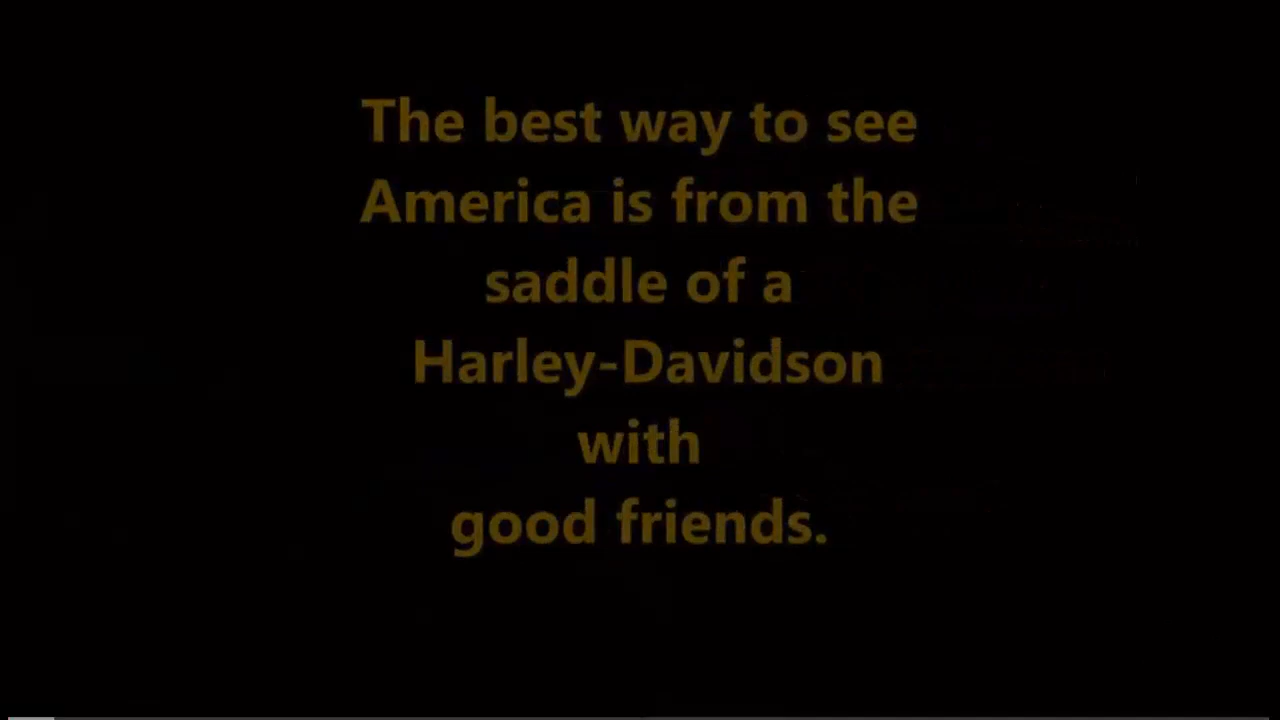 The best way to see
America is from the
saddle of a
Harley-Davidson
with
good friends.